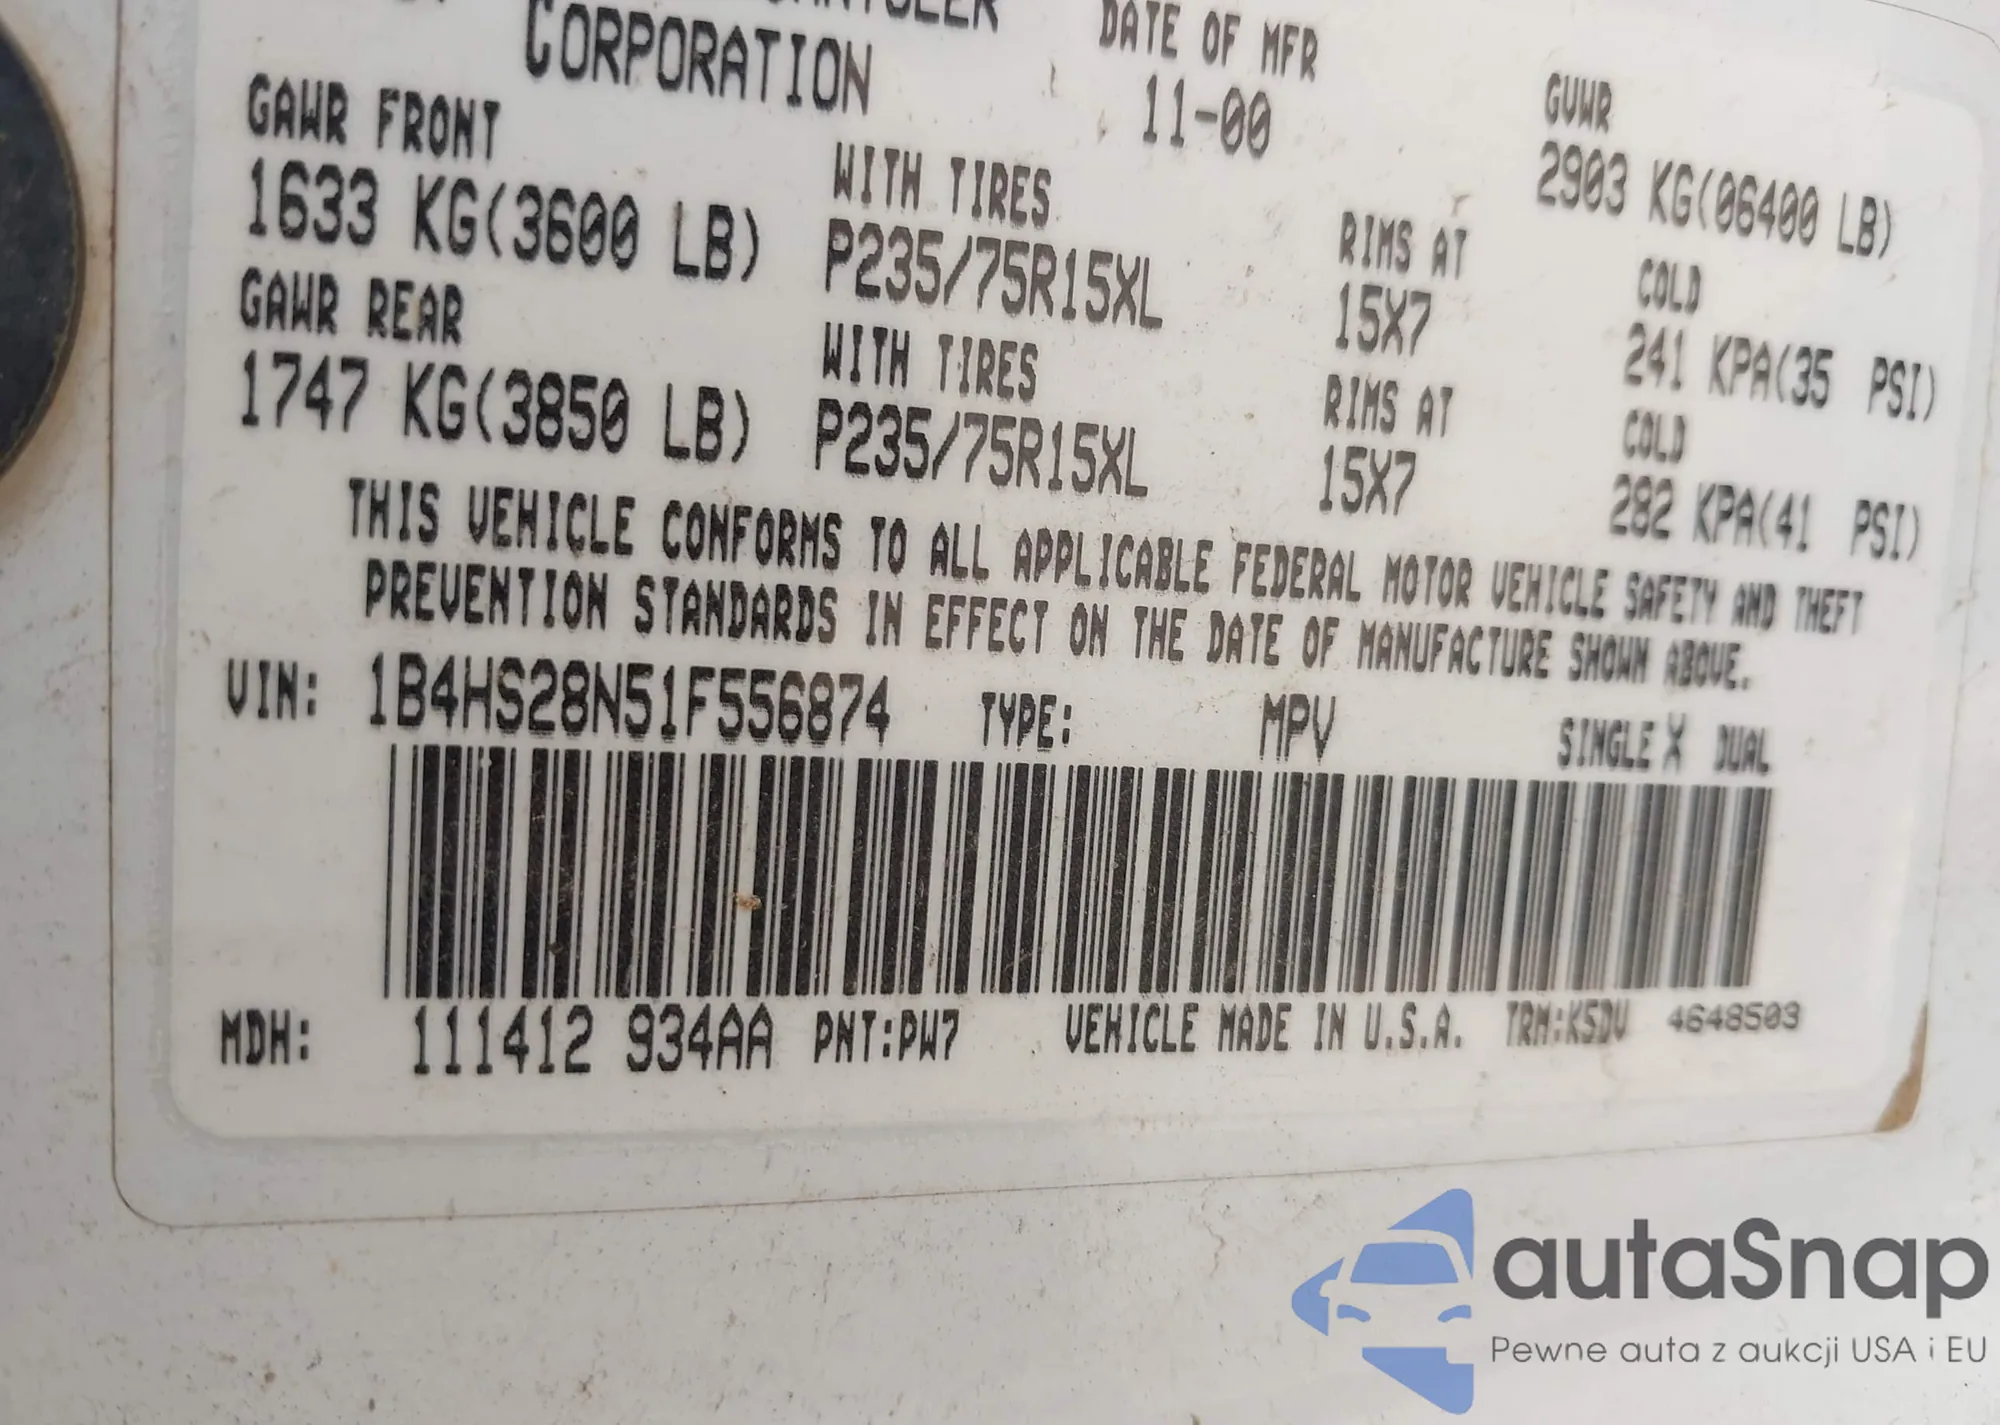 CHRYSLER
CORPORATION
DATE OF MFR
11-00
GVWR
2903 KG(06400 LB)
GAWR FRONT
1633 KG(3600 LB)
WITH TIRES
P235/75R15XL
RIMS AT
15X7
COLD
241 KPA(35 PSI)
GAWR REAR
1747 KG(3850 LB)
WITH TIRES
P235/75R15XL
RIMS AT
15X7
COLD
282 KPA(41 PSI)
THIS VEHICLE CONFORMS TO ALL APPLICABLE FEDERAL MOTOR VEHICLE SAFETY AND THEFT
PREVENTION STANDARDS IN EFFECT ON THE DATE OF MANUFACTURE SHOWN ABOVE.
VIN: 1B4HS28N51F556874 TYPE: MPV SINGLE X DUAL
MDH: 111412 934AA PNT:PW7 VEHICLE MADE IN U.S.A. TRM:K5DV 4648503
autaSnap
Pewne auta z aukcji USA i EU